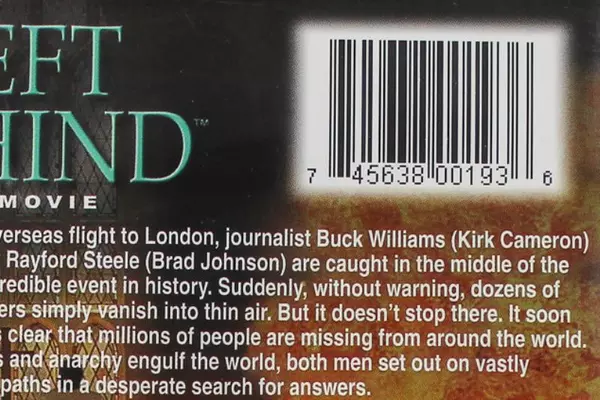 EFT
HIND™
MOVIE
7 45638 00193 6
verseas flight to London, journalist Buck Williams (Kirk Cameron)
Rayford Steele (Brad Johnson) are caught in the middle of the
credible event in history. Suddenly, without warning, dozens of
ers simply vanish into thin air. But it doesn't stop there. It soon
s clear that millions of people are missing from around the world.
s and anarchy engulf the world, both men set out on vastly
paths in a desperate search for answers.